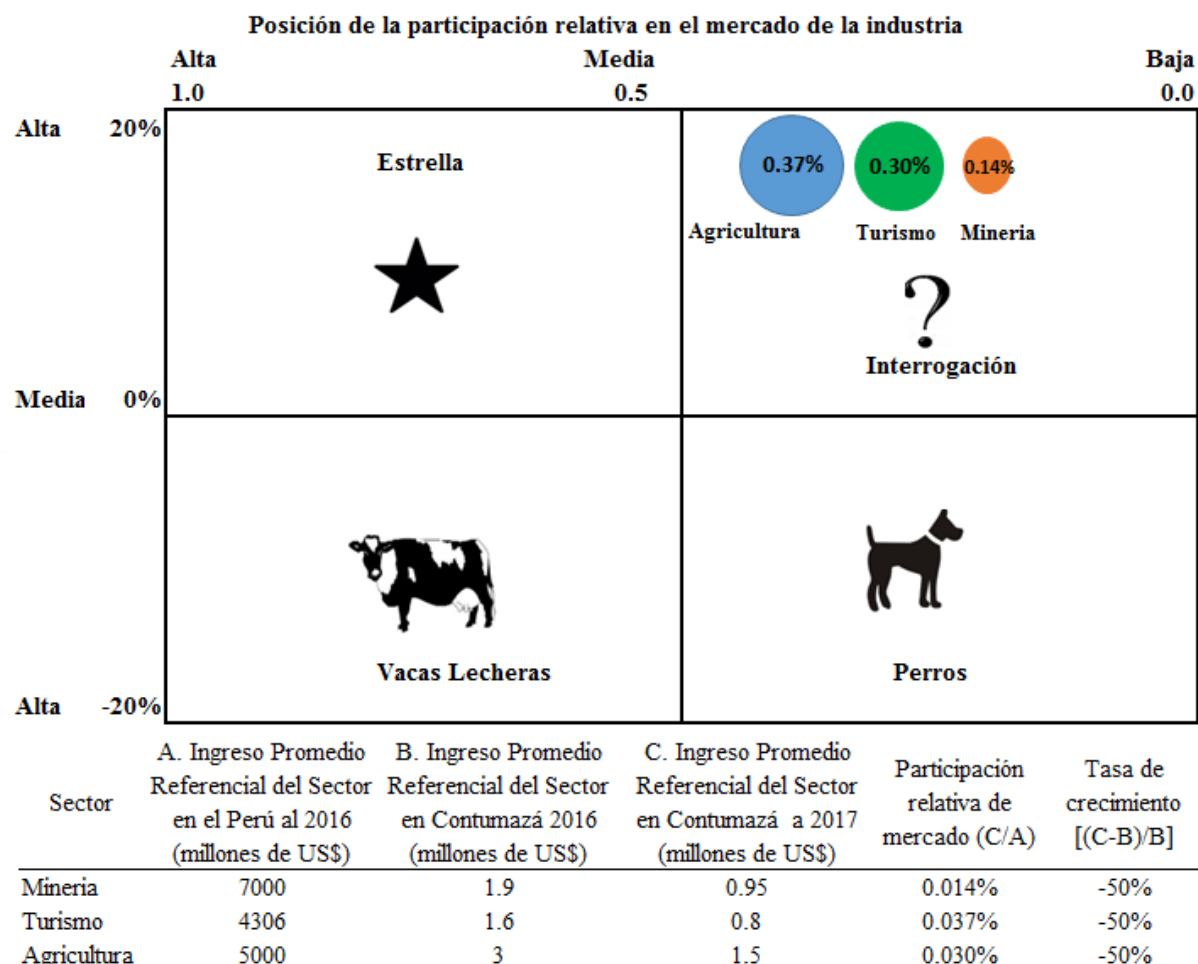 Posición de la participación relativa en el mercado de la industria
Alta Media Baja
1.0 0.5 0.0
Alta 20%
Estrella
0.37% 0.30% 0.14%
Agricultura Turismo Mineria
?
Interrogación
Media 0%
Vacas Lecheras Perros
Alta -20%
Sector
A. Ingreso Promedio
Referencial del Sector
en el Perú al 2016
(millones de US$)
B. Ingreso Promedio
Referencial del Sector
en Contumazá 2016
(millones de US$)
C. Ingreso Promedio
Referencial del Sector
en Contumazá a 2017
(millones de US$)
Participación
relativa de
mercado (C/A)
Tasa de
crecimiento
[(C-B)/B]
Mineria 7000 1.9 0.95 0.014% -50%
Turismo 4306 1.6 0.8 0.037% -50%
Agricultura 5000 3 1.5 0.030% -50%